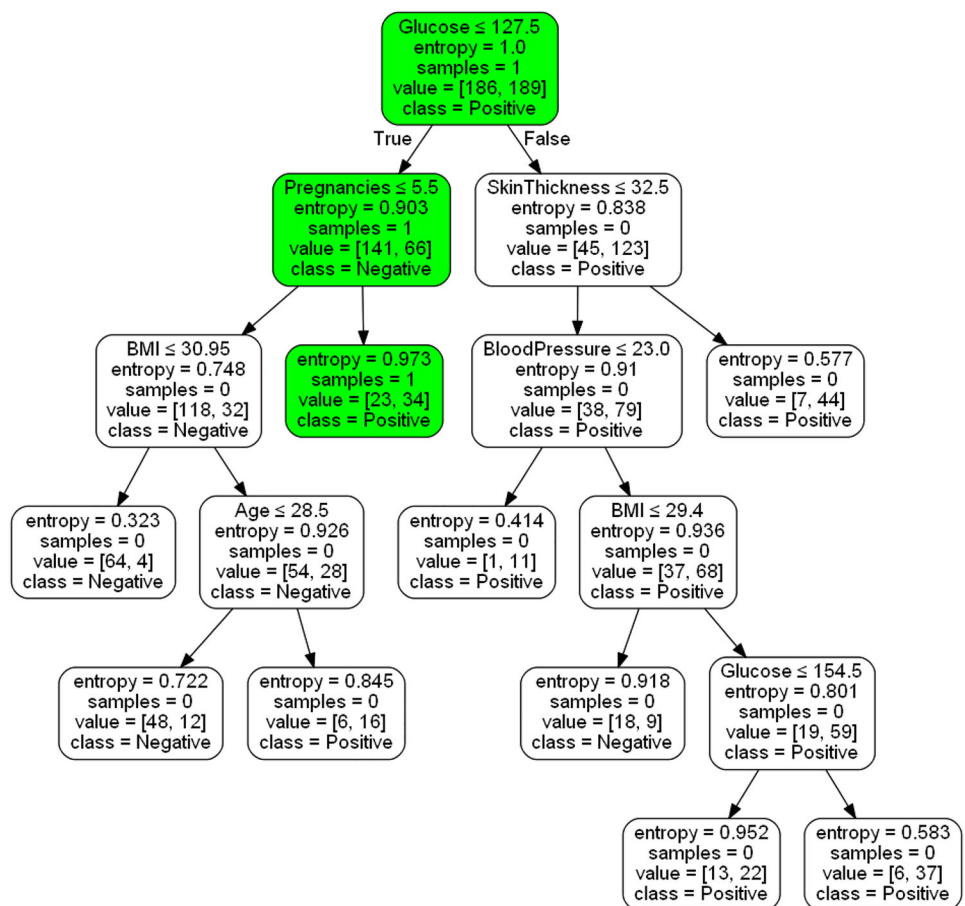 Glucose ≤ 127.5
entropy = 1.0
samples = 1
value = [186, 189]
class = Positive
True
False
Pregnancies ≤ 5.5
entropy = 0.903
samples = 1
value = [141, 66]
class = Negative
SkinThickness ≤ 32.5
entropy = 0.838
samples = 0
value = [45, 123]
class = Positive
BMI ≤ 30.95
entropy = 0.748
samples = 0
value = [118, 32]
class = Negative
entropy = 0.973
samples = 1
value = [23, 34]
class = Positive
BloodPressure ≤ 23.0
entropy = 0.91
samples = 0
value = [38, 79]
class = Positive
entropy = 0.577
samples = 0
value = [7, 44]
class = Positive
entropy = 0.323
samples = 0
value = [64, 4]
class = Negative
Age ≤ 28.5
entropy = 0.926
samples = 0
value = [54, 28]
class = Negative
entropy = 0.414
samples = 0
value = [1, 11]
class = Positive
BMI ≤ 29.4
entropy = 0.936
samples = 0
value = [37, 68]
class = Positive
entropy = 0.722
samples = 0
value = [48, 12]
class = Negative
entropy = 0.845
samples = 0
value = [6, 16]
class = Positive
entropy = 0.918
samples = 0
value = [18, 9]
class = Negative
Glucose ≤ 154.5
entropy = 0.801
samples = 0
value = [19, 59]
class = Positive
entropy = 0.952
samples = 0
value = [13, 22]
class = Positive
entropy = 0.583
samples = 0
value = [6, 37]
class = Positive